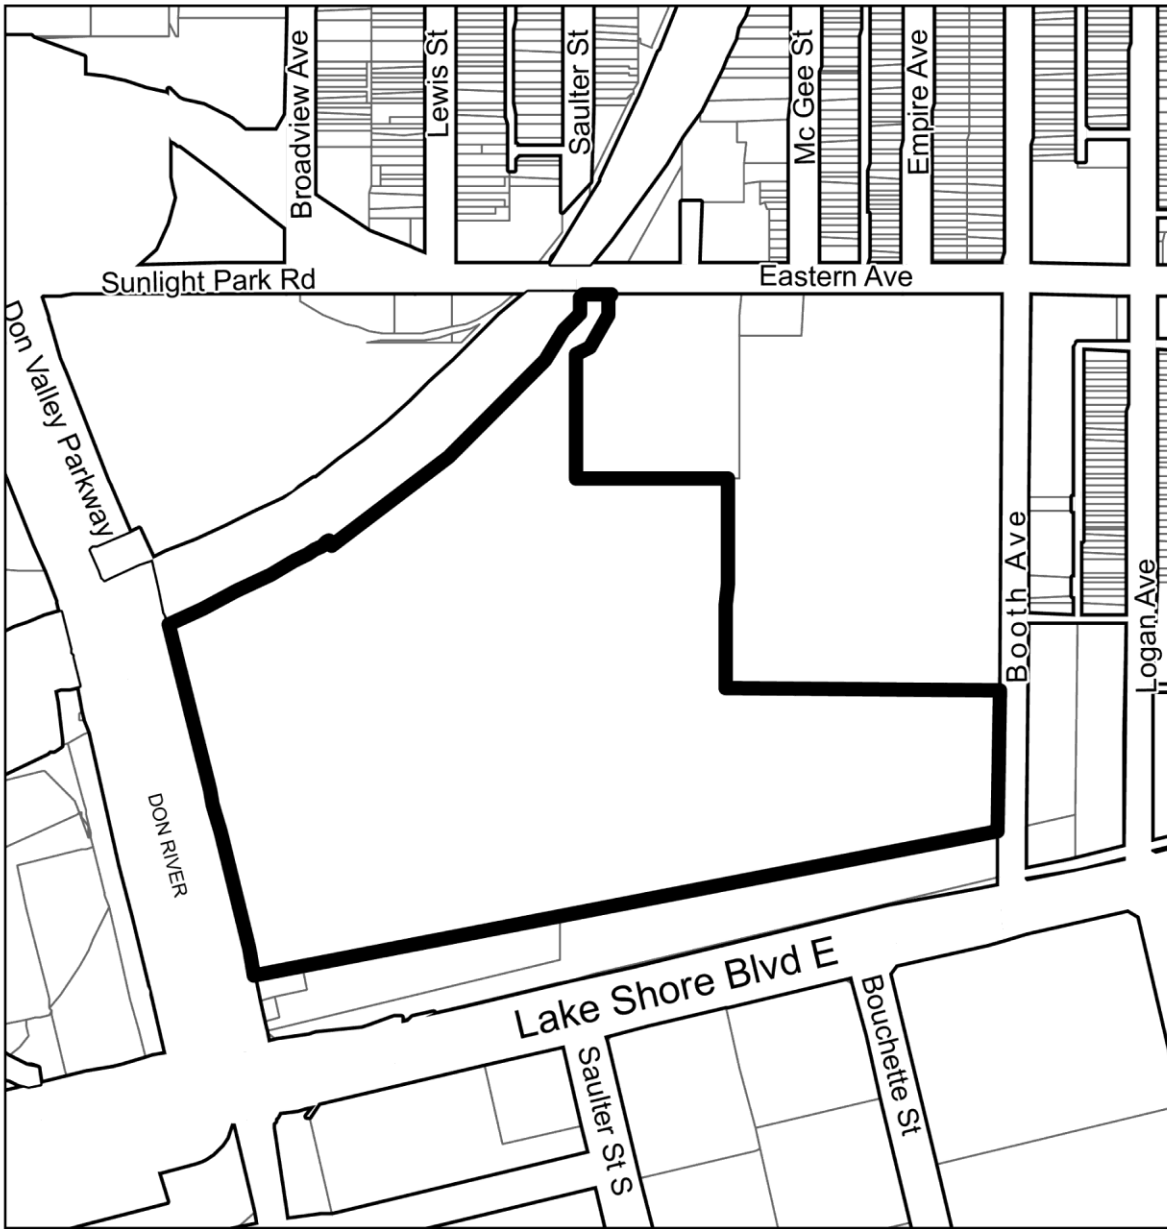 Broadview Ave
Lewis St
Saulter St
Mc Gee St
Empire Ave
Sunlight Park Rd
Eastern Ave
Don Valley Parkway
Booth Ave
Logan Ave
DON RIVER
Lake Shore Blvd E
Saulter St S
Bouchette St